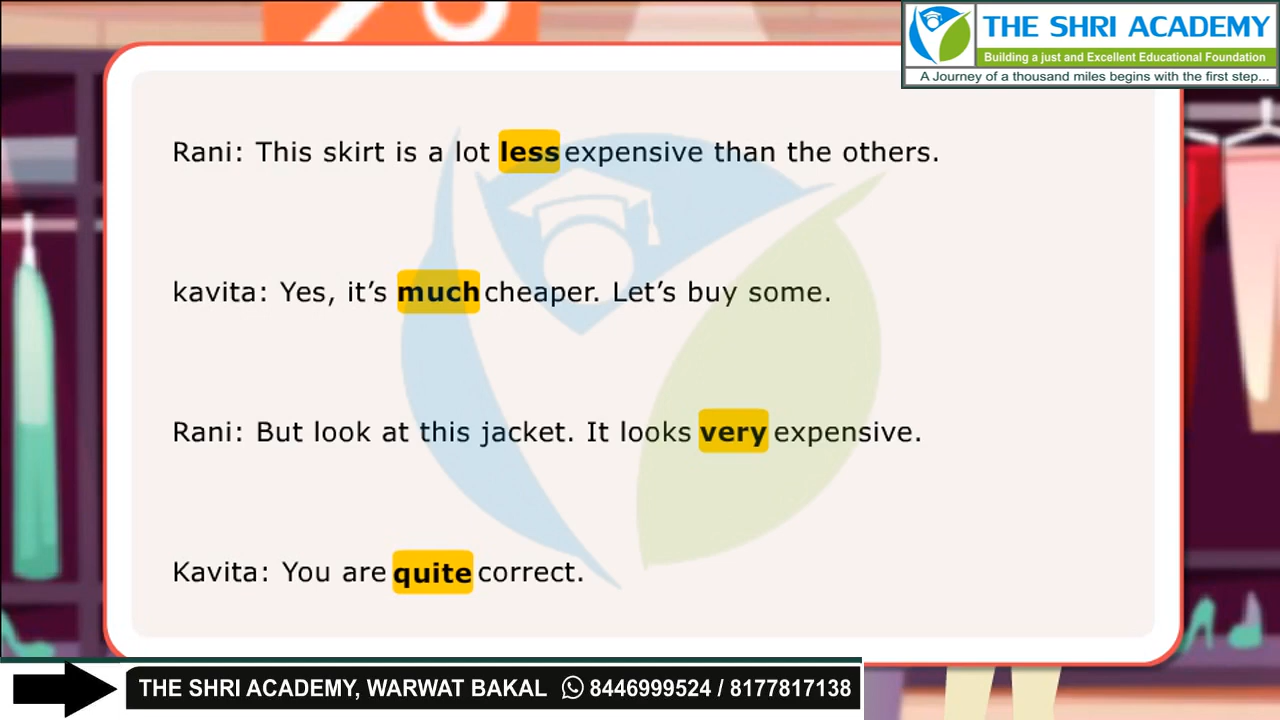 THE SHRI ACADEMY
Building a just and Excellent Educational Foundation
A Journey of a thousand miles begins with the first step...
Rani: This skirt is a lot less expensive than the others.
kavita: Yes, it’s much cheaper. Let’s buy some.
Rani: But look at this jacket. It looks very expensive.
Kavita: You are quite correct.
THE SHRI ACADEMY, WARWAT BAKAL 8446999524 / 8177817138